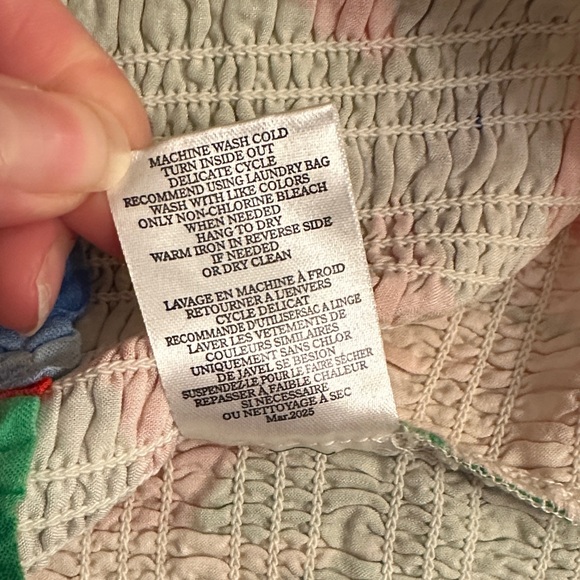 MACHINE WASH COLD
TURN INSIDE OUT
DELICATE CYCLE
RECOMMEND USING LAUNDRY BAG
WASH WITH LIKE COLORS
ONLY NON-CHLORINE BLEACH
WHEN NEEDED
HANG TO DRY
WARM IRON IN REVERSE SIDE
IF NEEDED
OR DRY CLEAN
LAVAGE EN MACHINE À FROID
RETOURNER À L'ENVERS
CYCLE DELICAT
RECOMMANDE D'UTILISERSAC A LINGE
LAVER LES VETEMENTS DE
COULEURS SIMILAIRES
UNIQUEMENT SANS CHLOR
DE JAVEL SE BESION
SUSPENDEZ-LE POUR LE FAIRE SÉCHER
REPASSER À FAIBLE CHALEUR
SI NÉCESSAIRE
OU NETTOYAGE À SEC
Mar.2025